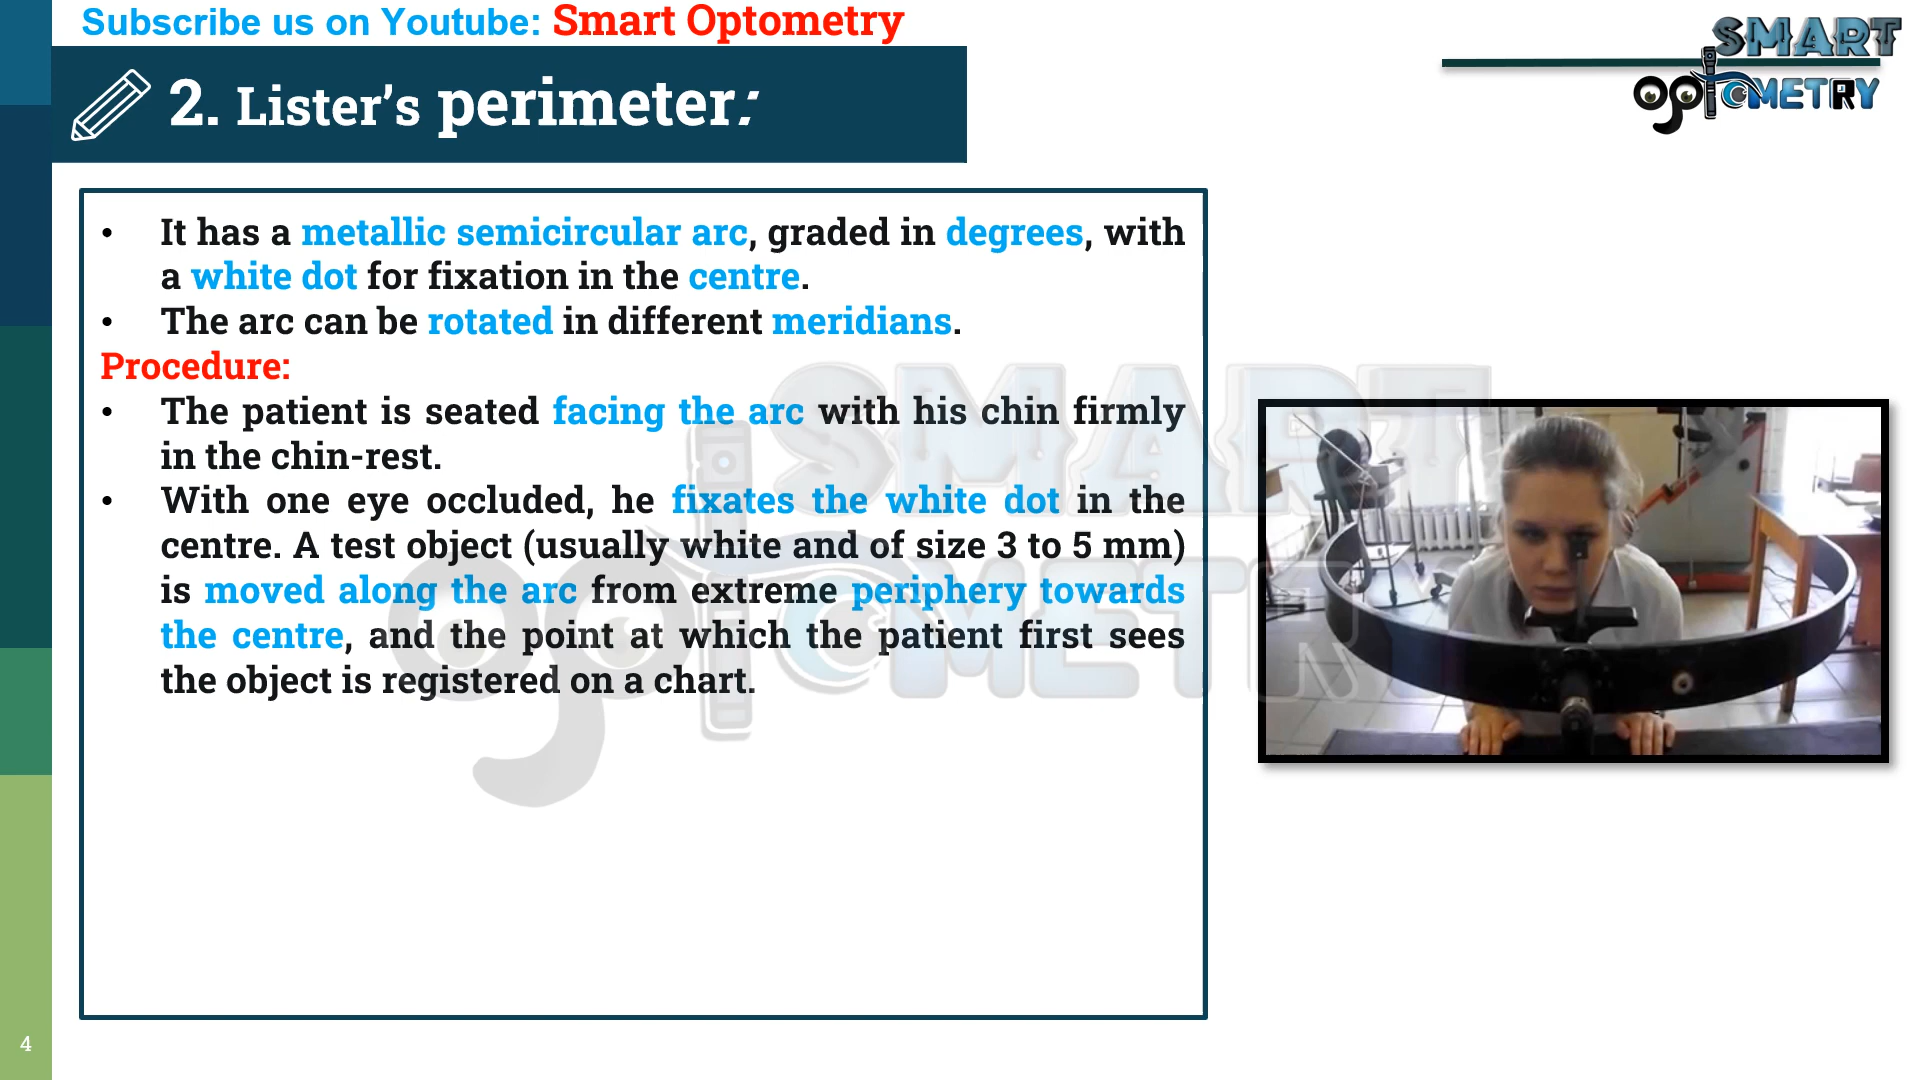 Subscribe us on Youtube: Smart Optometry
SMART
OPTOMETRY
2. Lister’s perimeter:
• It has a metallic semicircular arc, graded in degrees, with
a white dot for fixation in the centre.
• The arc can be rotated in different meridians.
Procedure:
• The patient is seated facing the arc with his chin firmly
in the chin-rest.
• With one eye occluded, he fixates the white dot in the
centre. A test object (usually white and of size 3 to 5 mm)
is moved along the arc from extreme periphery towards
the centre, and the point at which the patient first sees
the object is registered on a chart.
SMART
OPTOMETR
4